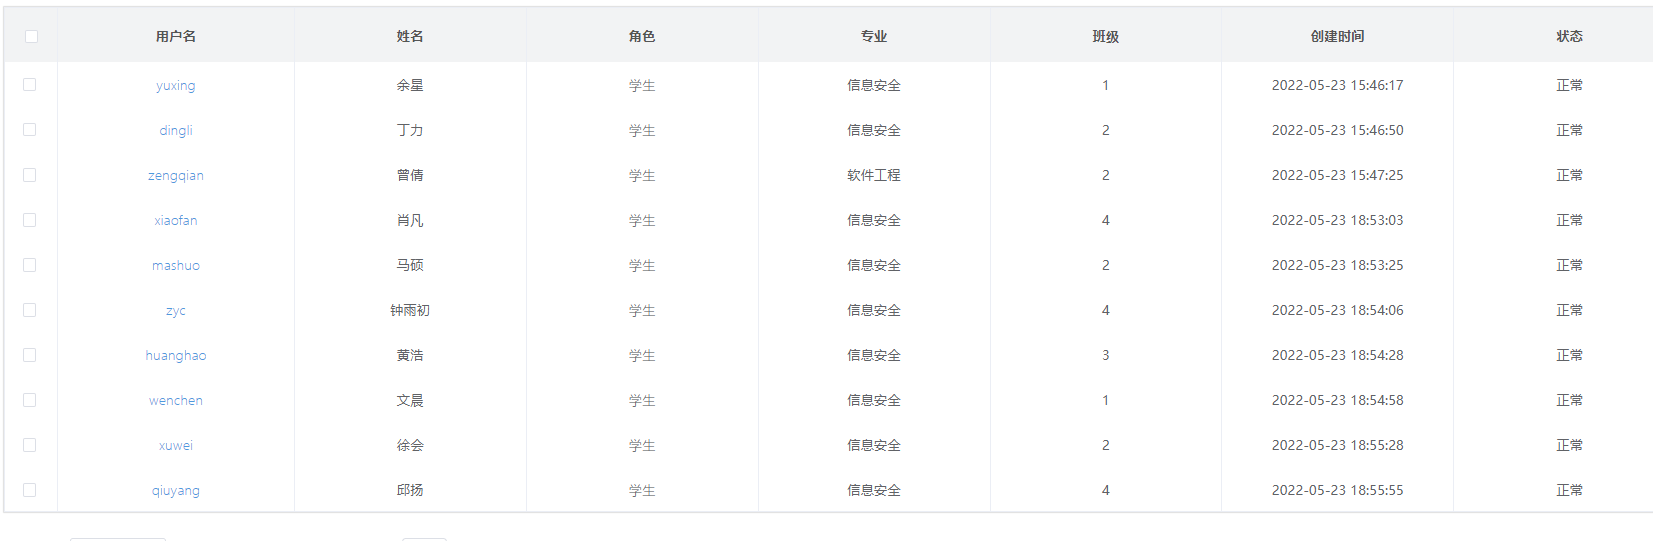 用户名 姓名 角色 专业 班级 创建时间 状态
yuxing 余星 学生 信息安全 1 2022-05-23 15:46:17 正常
dingli 丁力 学生 信息安全 2 2022-05-23 15:46:50 正常
zengqian 曾倩 学生 软件工程 2 2022-05-23 15:47:25 正常
xiaofan 肖凡 学生 信息安全 4 2022-05-23 18:53:03 正常
mashuo 马硕 学生 信息安全 2 2022-05-23 18:53:25 正常
zyc 钟雨初 学生 信息安全 4 2022-05-23 18:54:06 正常
huanghao 黄浩 学生 信息安全 3 2022-05-23 18:54:28 正常
wenchen 文晨 学生 信息安全 1 2022-05-23 18:54:58 正常
xuwei 徐会 学生 信息安全 2 2022-05-23 18:55:28 正常
qiuyang 邱扬 学生 信息安全 4 2022-05-23 18:55:55 正常